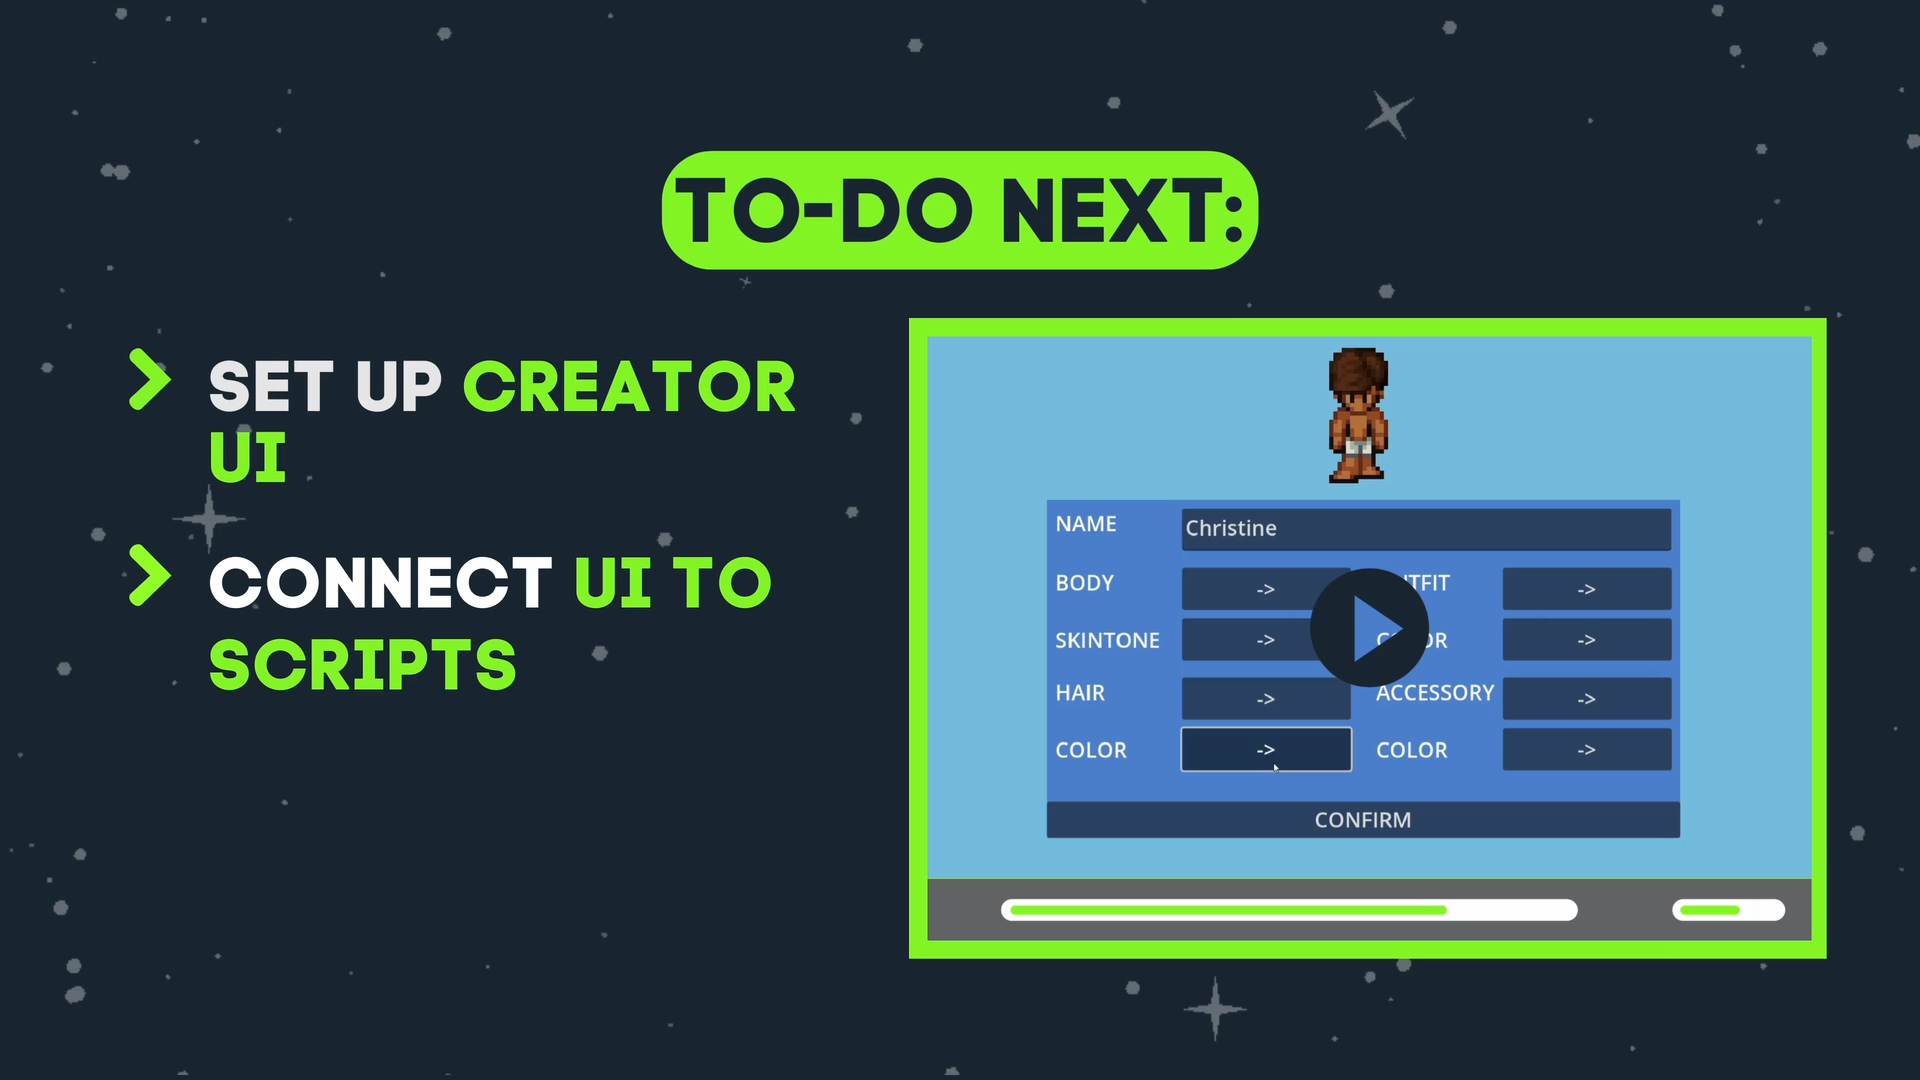 TO-DO NEXT:
SET UP CREATOR
UI
CONNECT UI TO
SCRIPTS
NAME Christine
BODY ->
->
SKINTONE ->
->
HAIR -> ACCESSORY ->
COLOR -> COLOR ->
CONFIRM